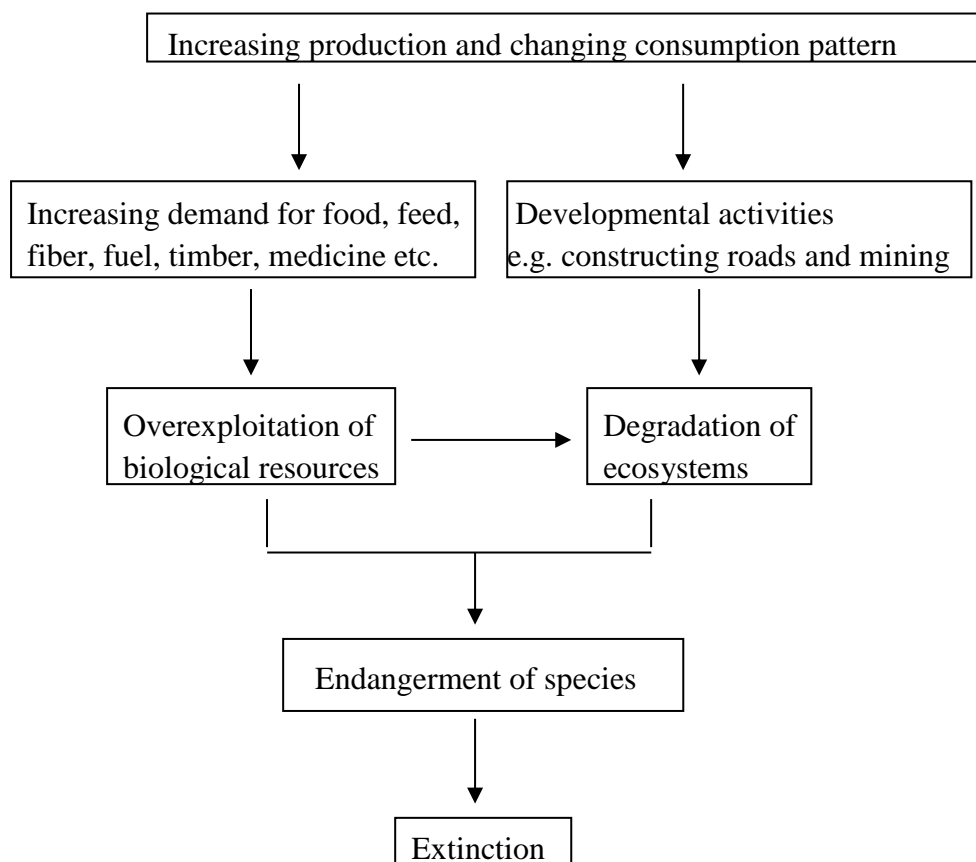 Increasing production and changing consumption pattern
Increasing demand for food, feed,
fiber, fuel, timber, medicine etc.
Developmental activities
e.g. constructing roads and mining
Overexploitation of
biological resources
Degradation of
ecosystems
Endangerment of species
Extinction